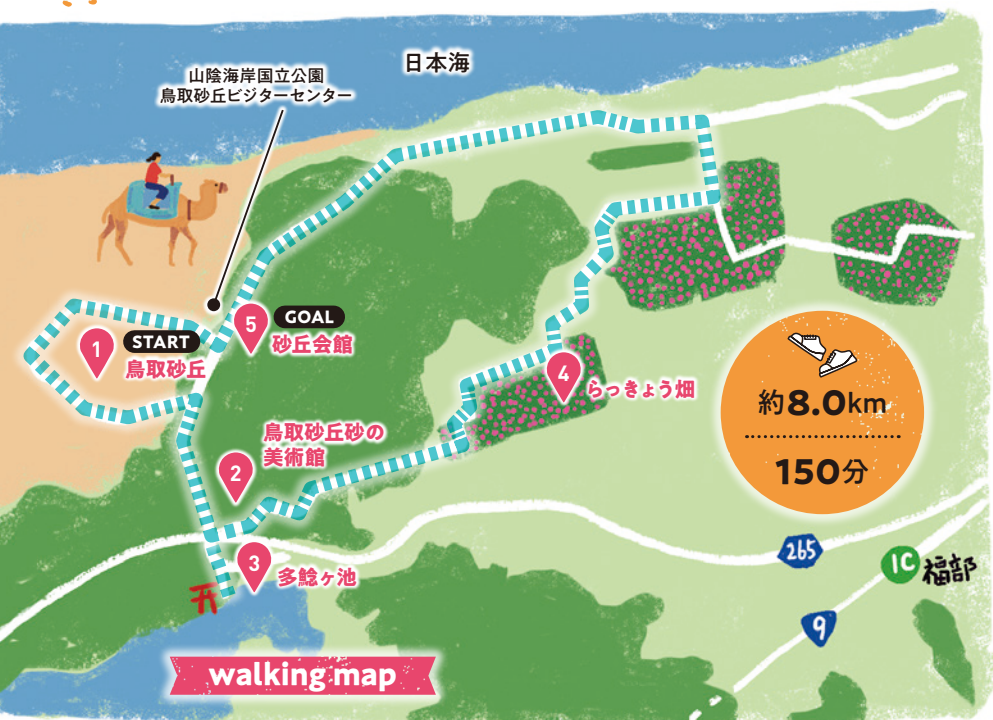 日本海
山陰海岸国立公園
鳥取砂丘ビジターセンター
1
START
鳥取砂丘
5
GOAL
砂丘会館
4
らっきょう畑
鳥取砂丘砂の
美術館
2
3
多鯰ヶ池
約8.0km
150分
265
IC
福部
9
walking map